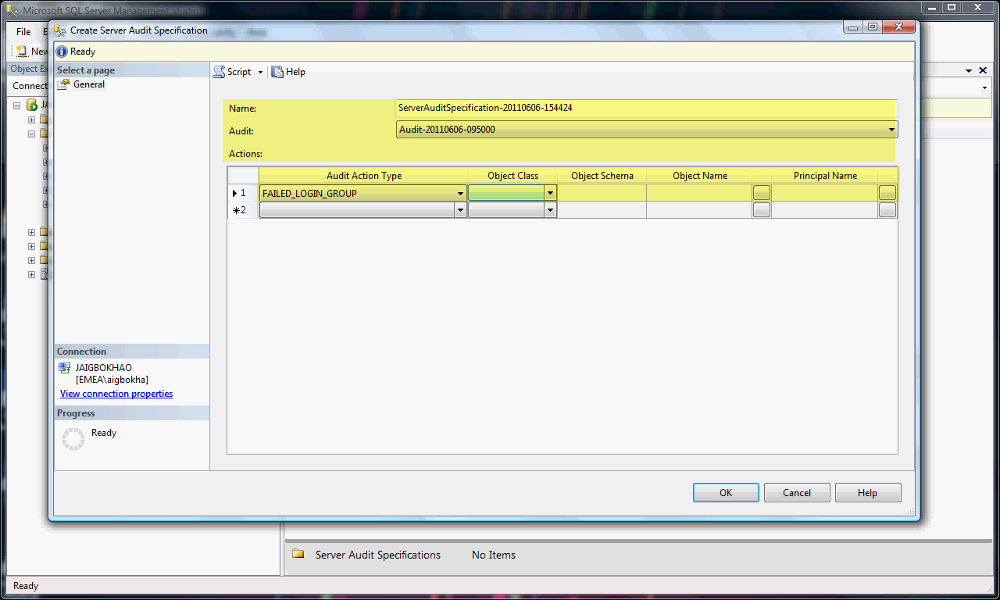 Microsoft SQL Server Management Studio
File
Create Server Audit Specification
New
Ready
Object Ex
Select a page
Script
Help
Connect
General
JA
Name:
ServerAuditSpecification-20110606-154424
Audit:
Audit-20110606-095000
Actions:
Audit Action Type
Object Class
Object Schema
Object Name
Principal Name
1
FAILED_LOGIN_GROUP
2
Connection
JAIGBOKHAO
[EMEA\aigbokha]
View connection properties
Progress
Ready
OK
Cancel
Help
Server Audit Specifications
No Items
Ready